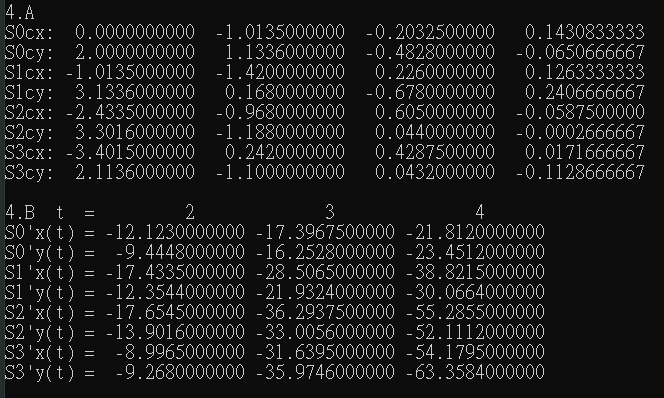 4.A
S0cx:  0.0000000000  -1.0135000000  -0.2032500000   0.1430833333
S0cy:  2.0000000000   1.1336000000  -0.4828000000  -0.0650666667
S1cx: -1.0135000000  -1.4200000000   0.2260000000   0.1263333333
S1cy:  3.1336000000   0.1680000000  -0.6780000000   0.2406666667
S2cx: -2.4335000000  -0.9680000000   0.6050000000  -0.0587500000
S2cy:  3.3016000000  -1.1880000000   0.0440000000  -0.0002666667
S3cx: -3.4015000000   0.2420000000   0.4287500000   0.0171666667
S3cy:  2.1136000000  -1.1000000000   0.0432000000  -0.1128666667
4.B  t  =        2             3              4
S0'x(t) = -12.1230000000 -17.3967500000 -21.8120000000
S0'y(t) =  -9.4448000000 -16.2528000000 -23.4512000000
S1'x(t) = -17.4335000000 -28.5065000000 -38.8215000000
S1'y(t) = -12.3544000000 -21.9324000000 -30.0664000000
S2'x(t) = -17.6545000000 -36.2937500000 -55.2855000000
S2'y(t) = -13.9016000000 -33.0056000000 -52.1112000000
S3'x(t) =  -8.9965000000 -31.6395000000 -54.1795000000
S3'y(t) =  -9.2680000000 -35.9746000000 -63.3584000000